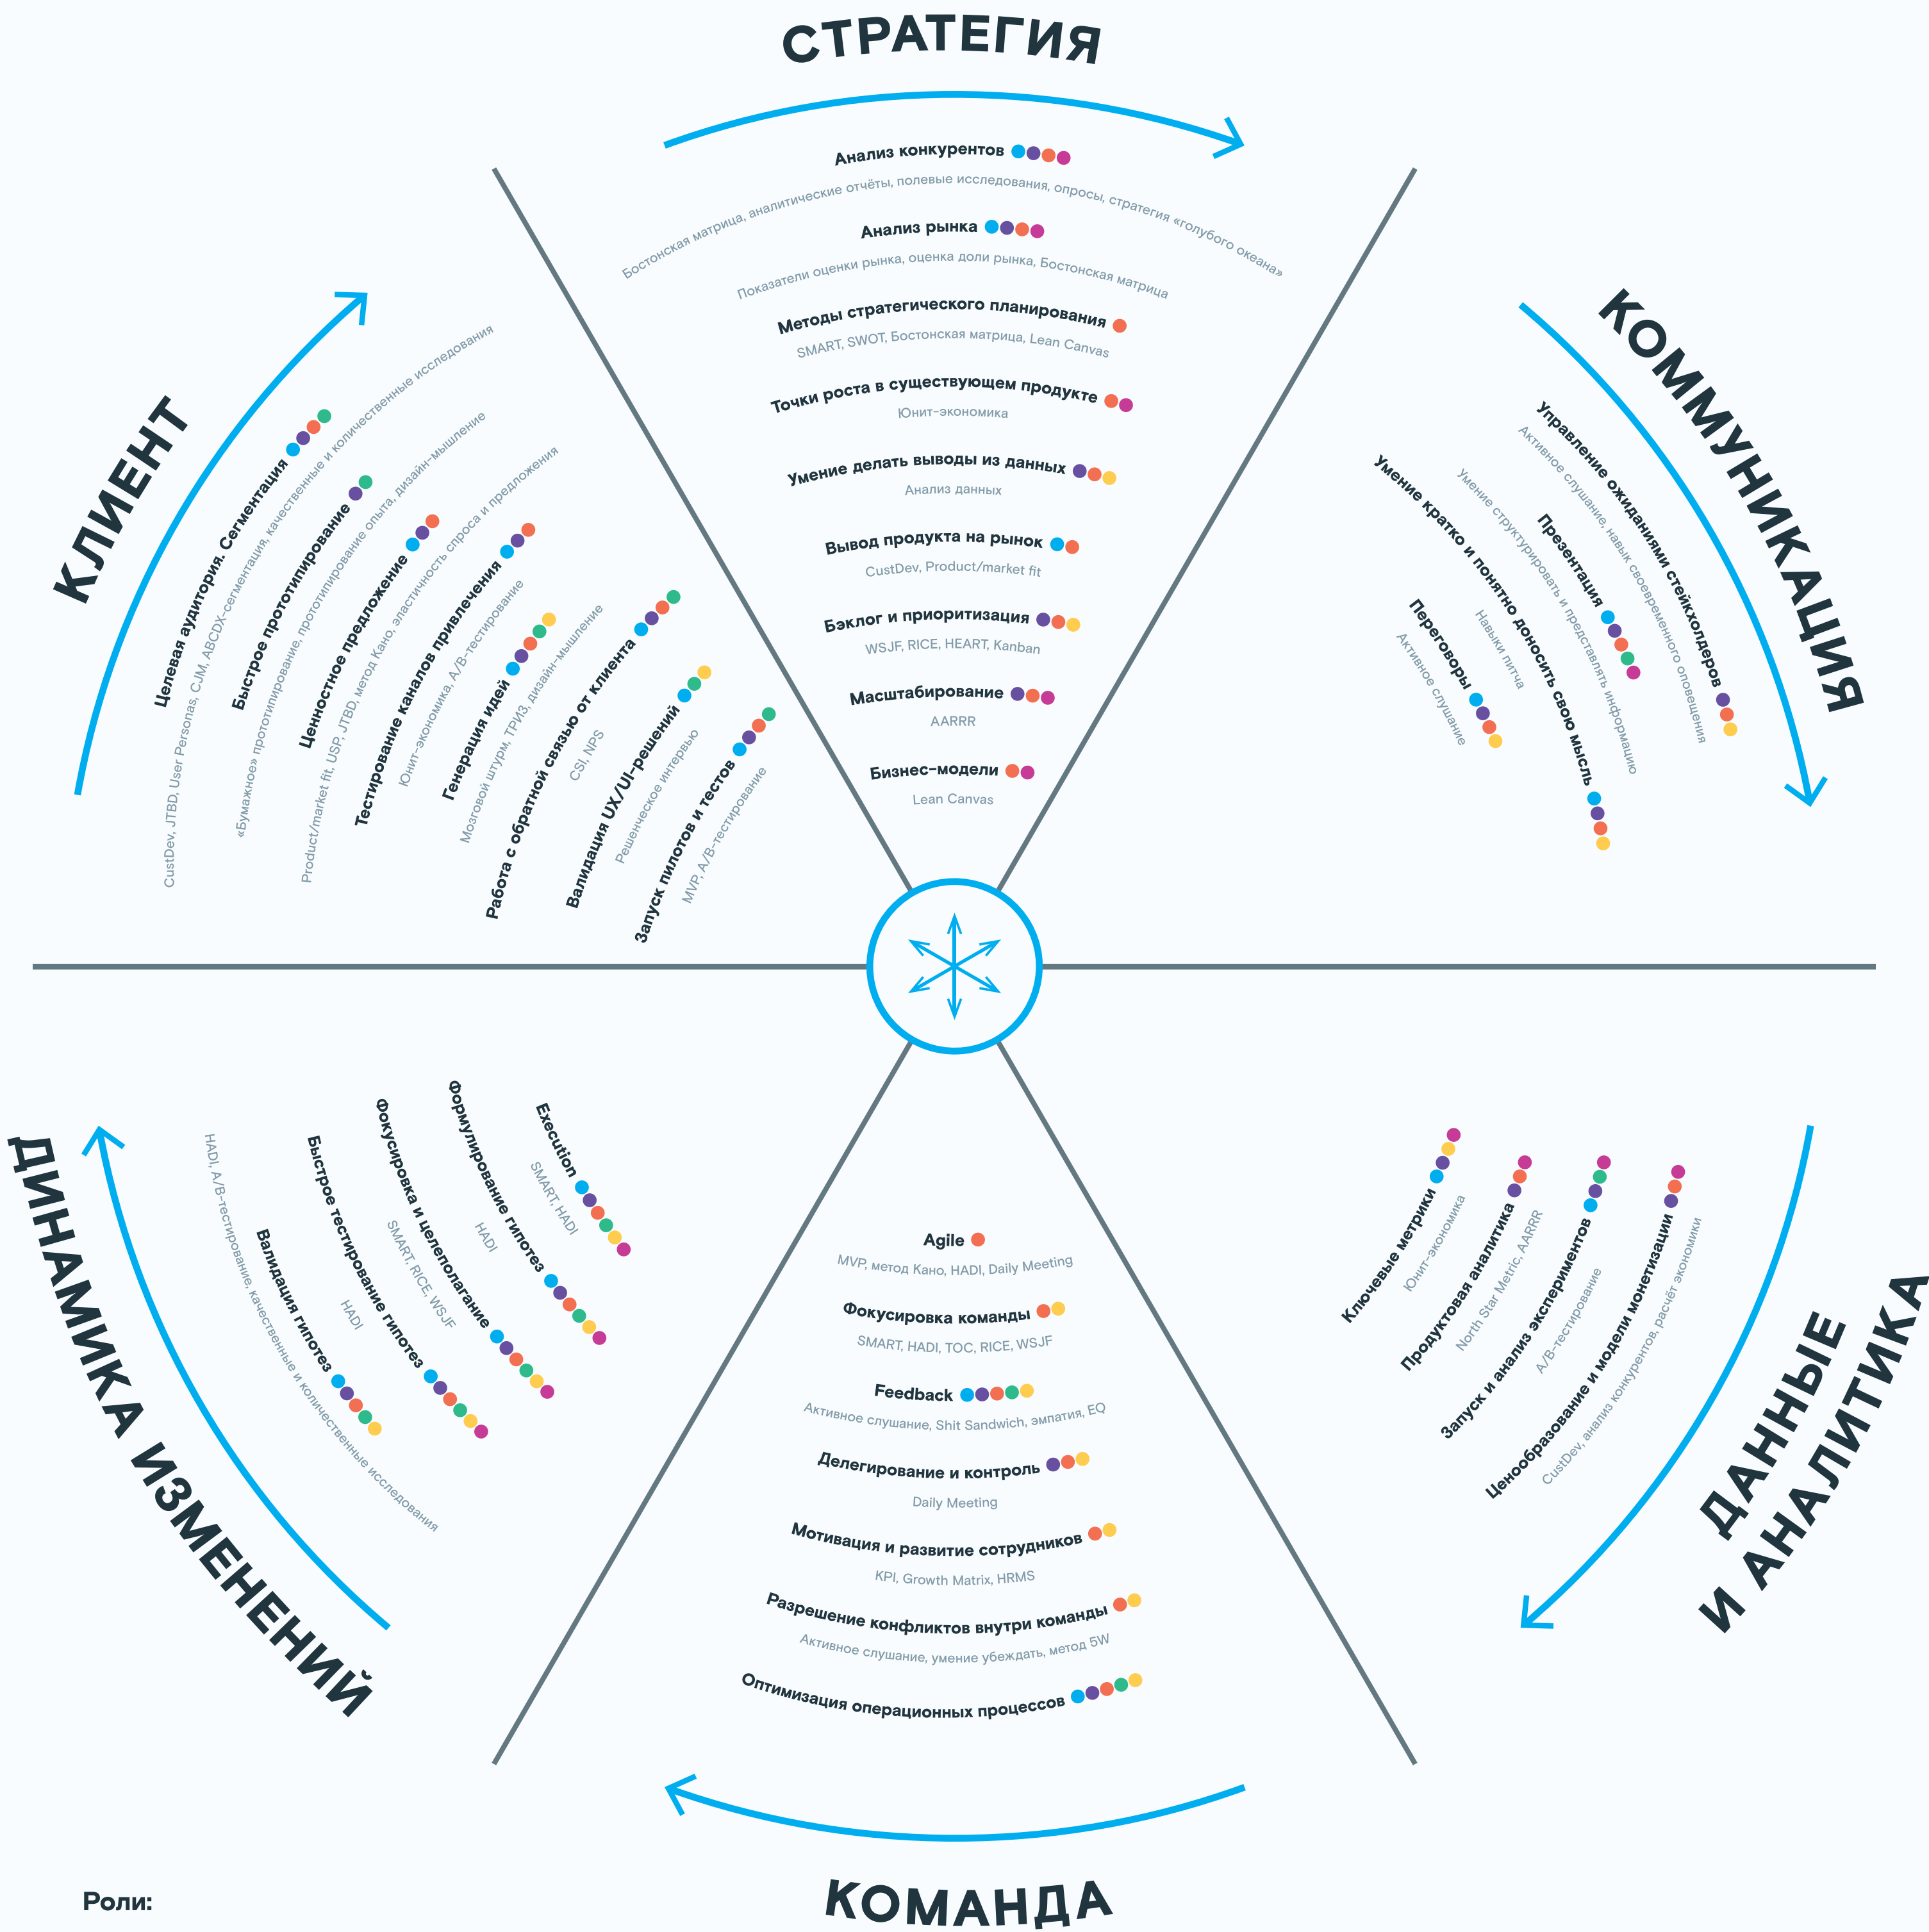 СТРАТЕГИЯ
Анализ конкурентов
Бостонская матрица, аналитические отчёты, полевые исследования, опросы, стратегия «голубого океана»
Анализ рынка
Показатели оценки рынка, оценка доли рынка, Бостонская матрица
Методы стратегического планирования
SMART, SWOT, Бостонская матрица, Lean Canvas
Точки роста в существующем продукте
Юнит-экономика
Умение делать выводы из данных
Анализ данных
Вывод продукта на рынок
CustDev, Product/market fit
Бэклог и приоритизация
WSJF, RICE, HEART, Kanban
Масштабирование
AARRR
Бизнес-модели
Lean Canvas
КОММУНИКАЦИЯ
Управление ожиданиями стейкхолдеров
Активное слушание, навык своевременного оповещения
Презентация
Умение структурировать и представлять информацию
Умение кратко и понятно доносить свою мысль
Навыки питча
Переговоры
Активное слушание
ДАННЫЕ
И АНАЛИТИКА
Ключевые метрики
Юнит-экономика
Продуктовая аналитика
North Star Metric, AARRR
Запуск и анализ экспериментов
A/B-тестирование
Ценообразование и модели монетизации
CustDev, анализ конкурентов, расчёт экономики
КОМАНДА
Agile
MVP, метод Кано, HADI, Daily Meeting
Фокусировка команды
SMART, HADI, TOC, RICE, WSJF
Feedback
Активное слушание, Shit Sandwich, эмпатия, EQ
Делегирование и контроль
Daily Meeting
Мотивация и развитие сотрудников
KPI, Growth Matrix, HRMS
Разрешение конфликтов внутри команды
Активное слушание, умение убеждать, метод 5W
Оптимизация операционных процессов
ДИНАМИКА ИЗМЕНЕНИЙ
Execution
SMART, HADI
Формулирование гипотез
HADI
Фокусировка и целеполагание
SMART, RICE, WSJF
Быстрое тестирование гипотез
HADI
Валидация гипотез
HADI, A/B-тестирование, качественные и количественные исследования
КЛИЕНТ
Целевая аудитория. Сегментация
CustDev, JTBD, User Personas, CJM, ABCDX-сегментация, качественные и количественные исследования
Быстрое прототипирование
«Бумажное» прототипирование, прототипирование опыта, дизайн-мышление
Ценностное предложение
Product/market fit, USP, JTBD, метод Кано, эластичность спроса и предложения
Тестирование каналов привлечения
Юнит-экономика, A/B-тестирование
Генерация идей
Мозговой штурм, ТРИЗ, дизайн-мышление
Работа с обратной связью от клиента
CSI, NPS
Валидация UX/UI-решений
Решенческое интервью
Запуск пилотов и тестов
MVP, A/B-тестирование
Роли: